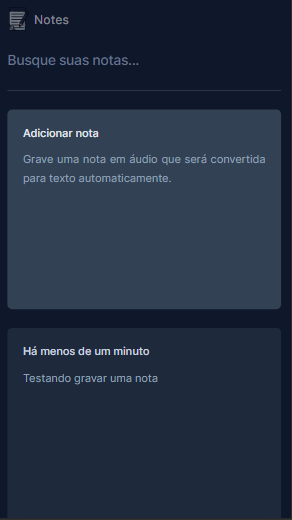 Notes
Busque suas notas...
Adicionar nota
Grave uma nota em áudio que será convertida
para texto automaticamente.
Há menos de um minuto
Testando gravar uma nota